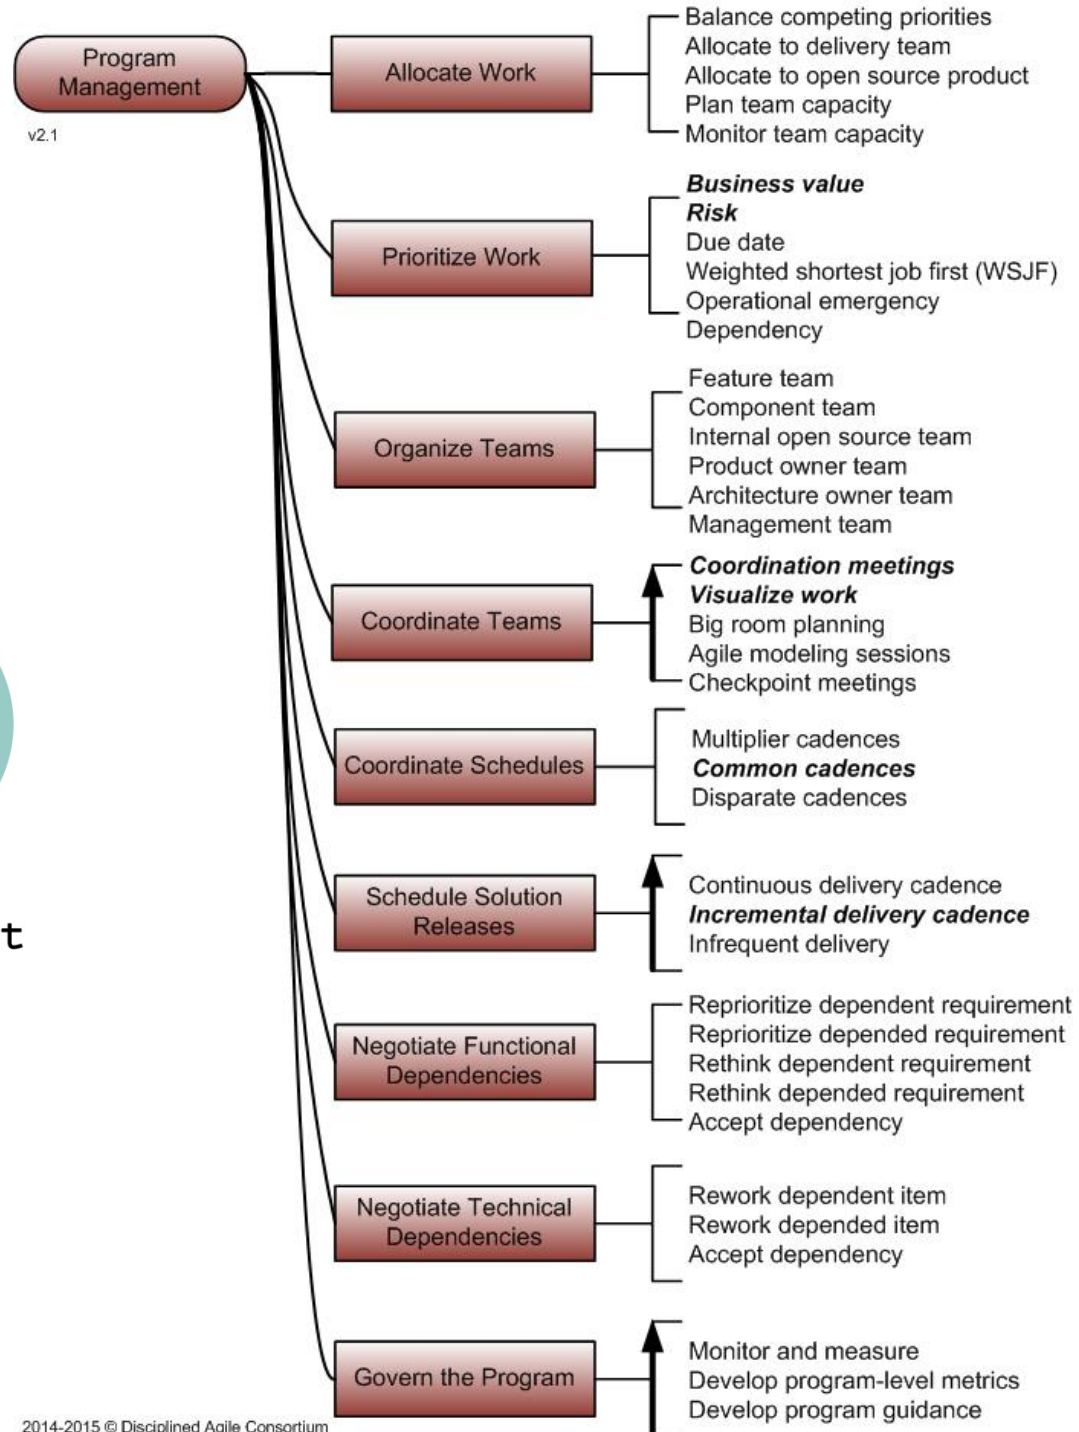 Program
Management
v2.1
Allocate Work
Balance competing priorities
Allocate to delivery team
Allocate to open source product
Plan team capacity
Monitor team capacity
Prioritize Work
Business value
Risk
Due date
Weighted shortest job first (WSJF)
Operational emergency
Dependency
Organize Teams
Feature team
Component team
Internal open source team
Product owner team
Architecture owner team
Management team
Coordinate Teams
Coordination meetings
Visualize work
Big room planning
Agile modeling sessions
Checkpoint meetings
Coordinate Schedules
Multiplier cadences
Common cadences
Disparate cadences
t
Schedule Solution
Releases
Continuous delivery cadence
Incremental delivery cadence
Infrequent delivery
Negotiate Functional
Dependencies
Reprioritize dependent requirement
Reprioritize depended requirement
Rethink dependent requirement
Rethink depended requirement
Accept dependency
Negotiate Technical
Dependencies
Rework dependent item
Rework depended item
Accept dependency
Govern the Program
Monitor and measure
Develop program-level metrics
Develop program guidance
2014-2015 © Disciplined Agile Consortium